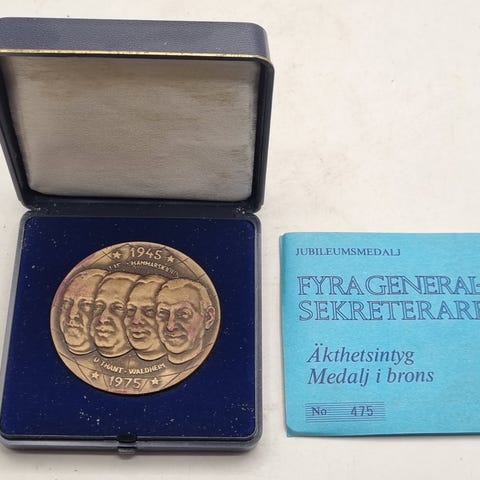 1945
HAMMARSKJÖLD
U THANT - WALDHEIM
1975
JUBILEUMSMEDALJ
FYRA GENERAL-
SEKRETERARE
Äkthetsintyg
Medalj i brons
No 475